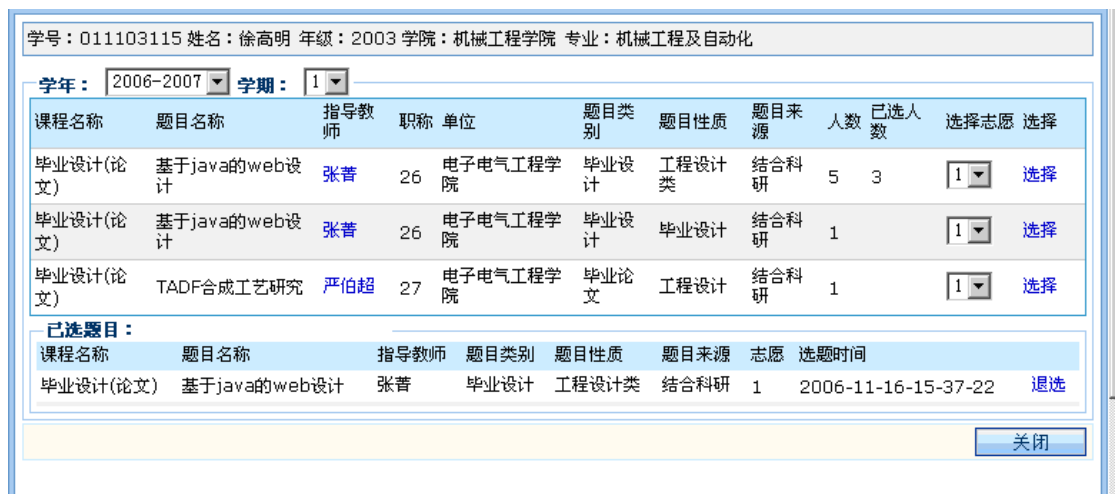 学号：011103115 姓名：徐高明 年级：2003 学院：机械工程学院 专业：机械工程及自动化
学年： 2006-2007 学期： 1
课程名称 题目名称 指导教师 职称 单位 题目类别 题目性质 题目来源 人数 已选人数 选择志愿 选择
毕业设计(论文) 基于java的web设计 张菁 26 电子电气工程学院 毕业设计 工程设计类 结合科研 5 3 1 选择
毕业设计(论文) 基于java的web设计 张菁 26 电子电气工程学院 毕业设计 毕业设计 结合科研 1 1 选择
毕业设计(论文) TADF合成工艺研究 严伯超 27 电子电气工程学院 毕业论文 工程设计 结合科研 1 1 选择
已选题目：
课程名称 题目名称 指导教师 题目类别 题目性质 题目来源 志愿 选题时间
毕业设计(论文) 基于java的web设计 张菁 毕业设计 工程设计类 结合科研 1 2006-11-16-15-37-22 退选
关闭